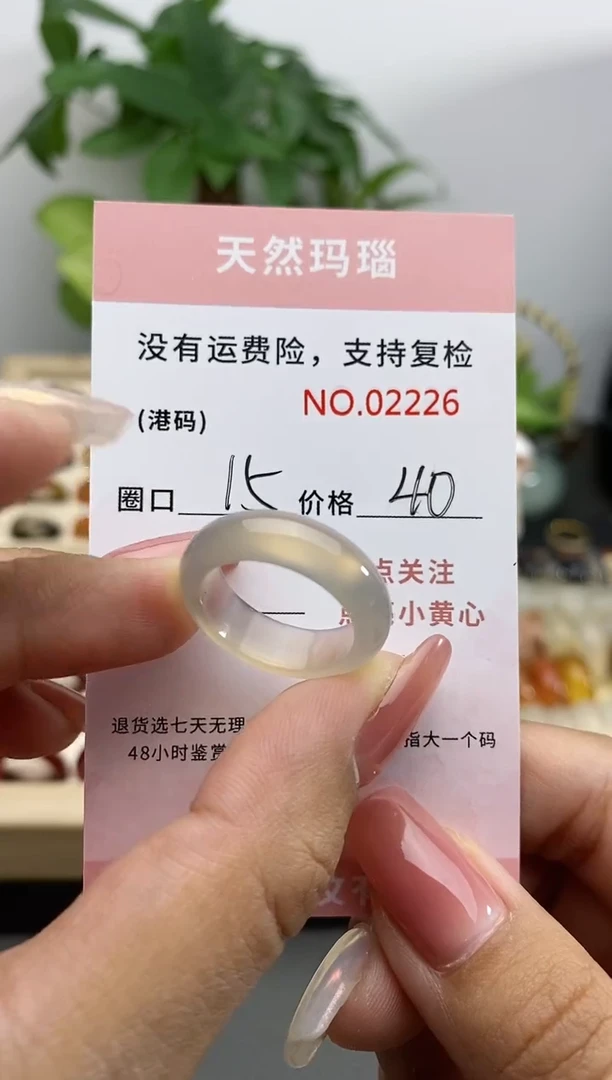 天然玛瑙
没有运费险，支持复检
NO.02226
(港码)
圈口 15 价格 40
点关注
小黄心
退货选七天无理
48小时鉴赏
指大一个码